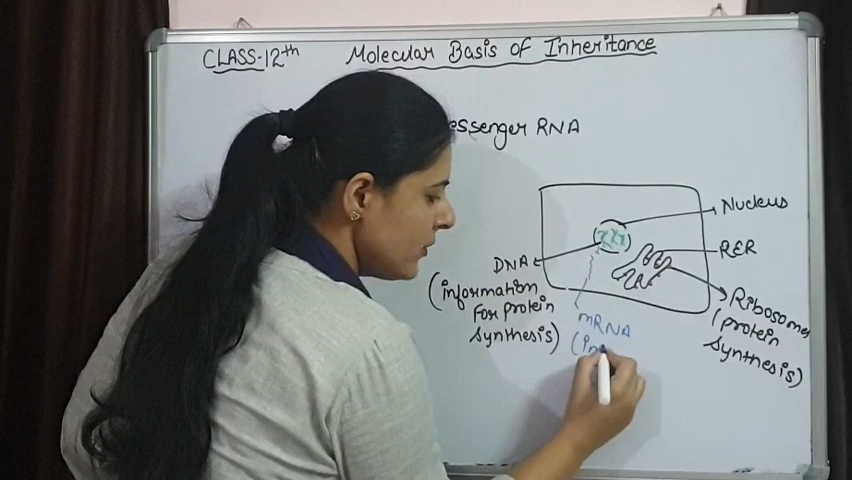 CLASS-12th
Molecular Basis of Inheritance
essenger RNA
Nucleus
RER
DNA
(information
for protein
synthesis)
Ribosomes
(protein
synthesis)
mRNA
(in